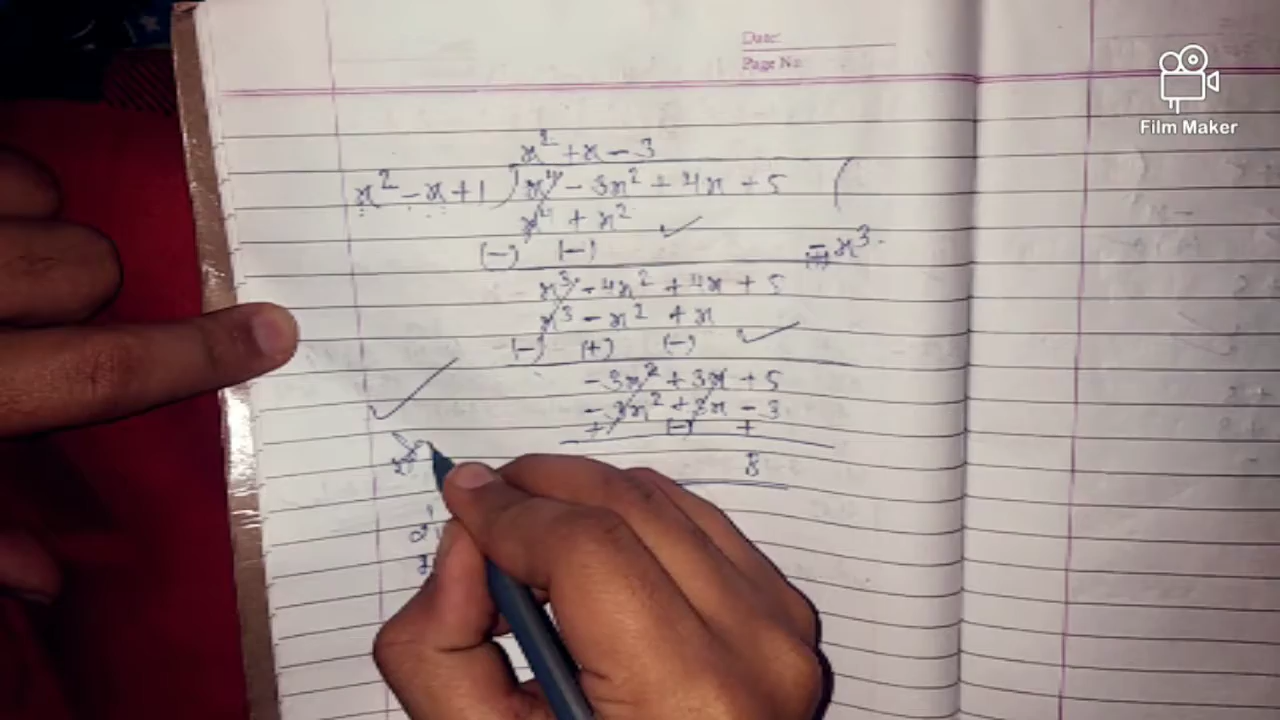 Date:
Page No
Film Maker
x² + x - 3
x² - x + 1 ) x⁴ - 3x² + 4x + 5 (
x⁴ + x² ✓
(-) (-)
- x³
x³ - 4x² + 4x + 5
x³ - x² + x
(-) (+) (-) ✓
- 3x² + 3x + 5
- 3x² + 3x - 3
+ (-) +
8